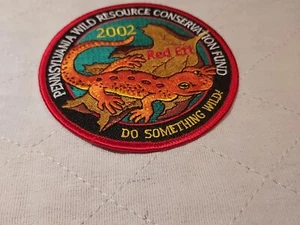 PENNSYLVANIA WILD RESOURCE CONSERVATION FUND
2002
Red Eft
DO SOMETHING WILD!